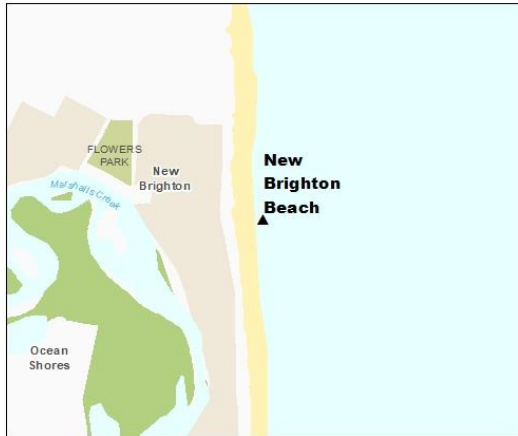 FLOWERS
PARK
New
Brighton
Marshalls Creek
New
Brighton
Beach
Ocean
Shores